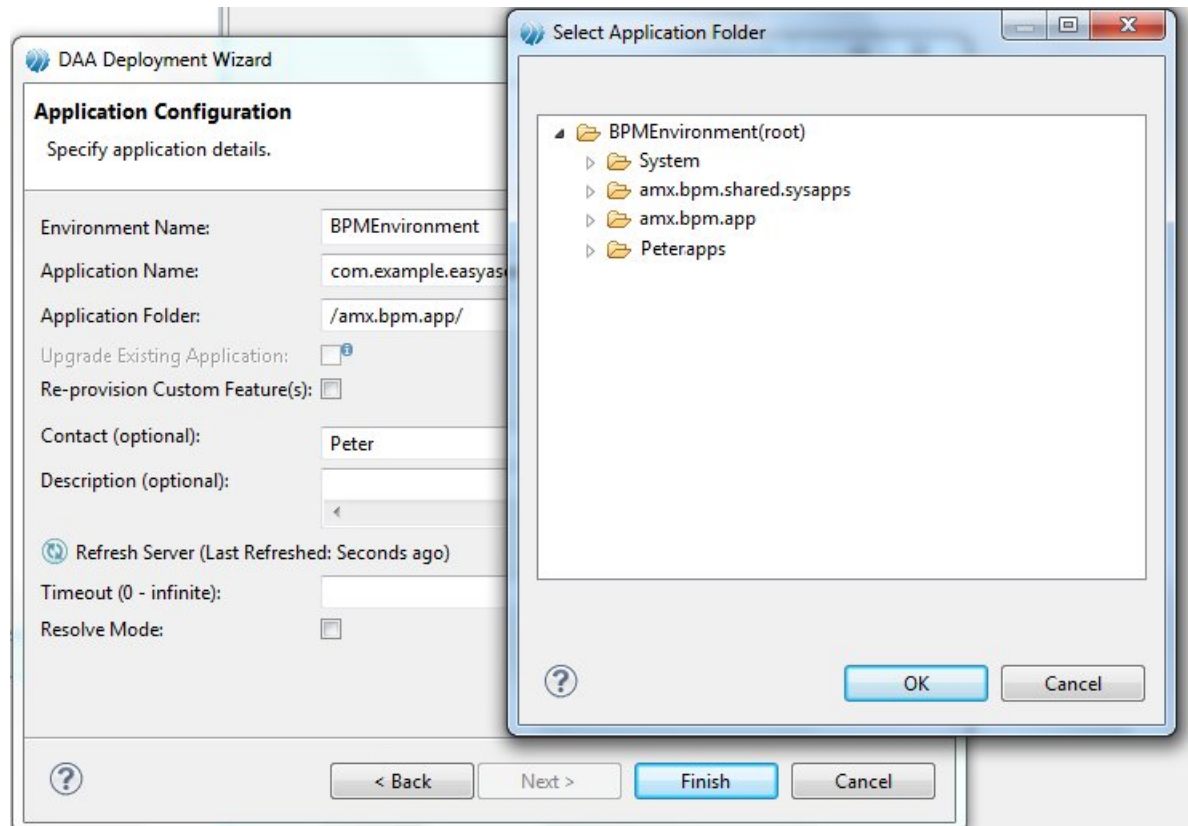 DAA Deployment Wizard
Application Configuration
Specify application details.
Environment Name: BPMEnvironment
Application Name: com.example.easyas
Application Folder: /amx.bpm.app/
Upgrade Existing Application:
Re-provision Custom Feature(s):
Contact (optional): Peter
Description (optional):
Refresh Server (Last Refreshed: Seconds ago)
Timeout (0 - infinite):
Resolve Mode:
?
< Back Next > Finish Cancel
Select Application Folder
BPMEnvironment(root)
System
amx.bpm.shared.sysapps
amx.bpm.app
Peterapps
?
OK Cancel